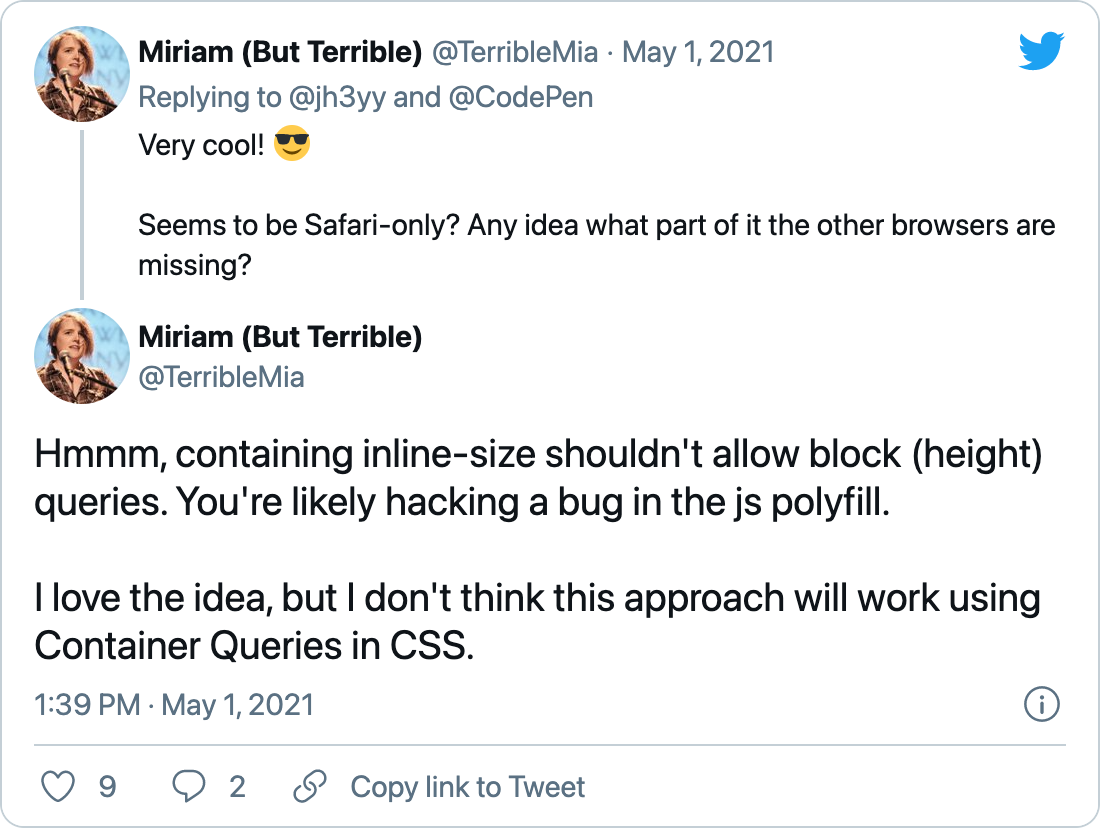 Miriam (But Terrible) @TerribleMia · May 1, 2021
Replying to @jh3yy and @CodePen
Very cool! 😎
Seems to be Safari-only? Any idea what part of it the other browsers are
missing?
Miriam (But Terrible)
@TerribleMia
Hmmm, containing inline-size shouldn't allow block (height)
queries. You're likely hacking a bug in the js polyfill.
I love the idea, but I don't think this approach will work using
Container Queries in CSS.
1:39 PM · May 1, 2021
9 2 Copy link to Tweet